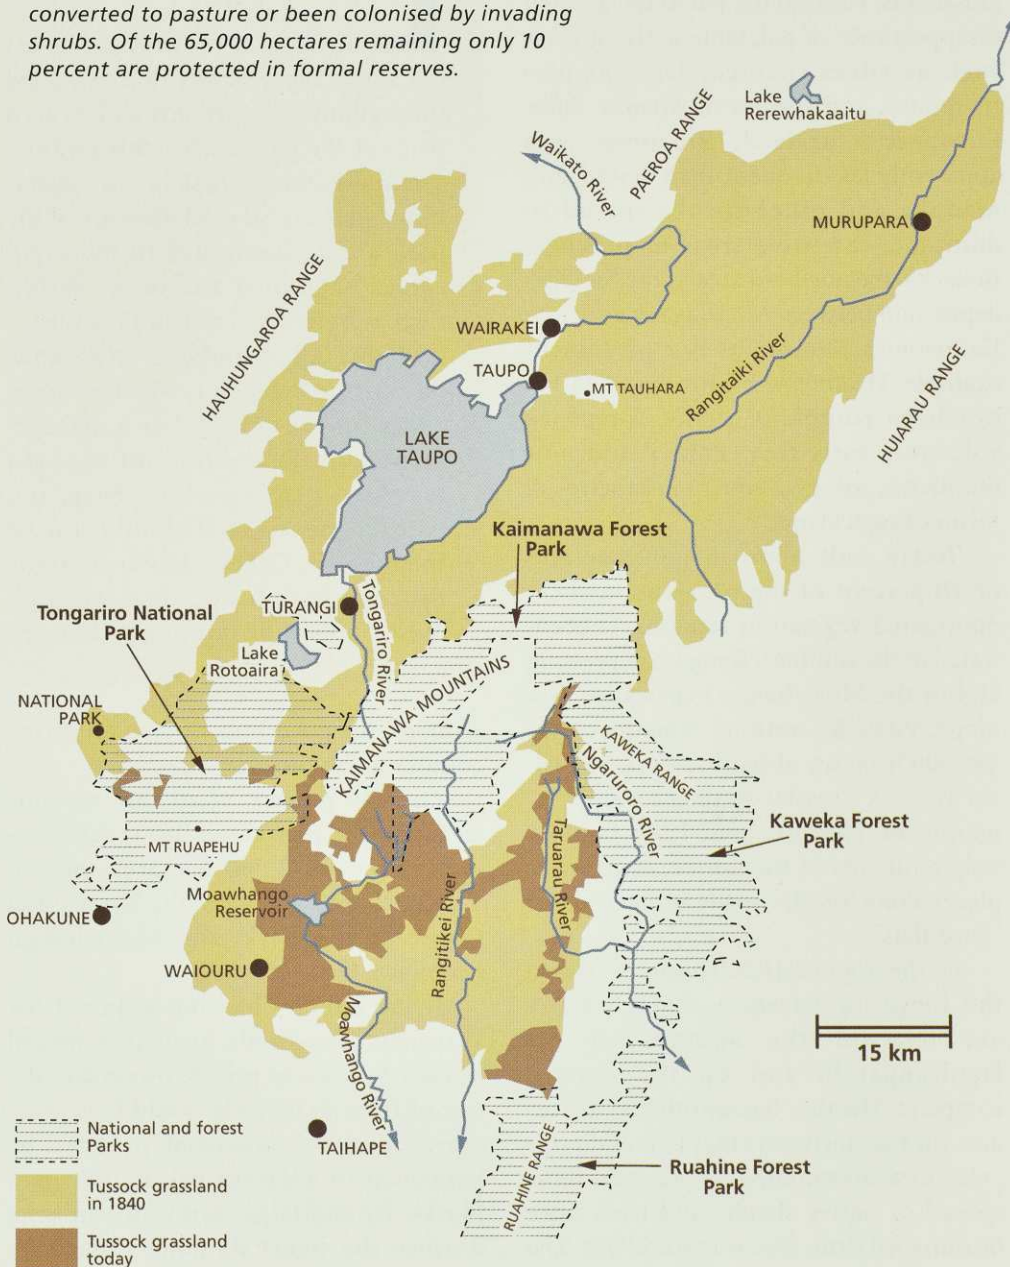 converted to pasture or been colonised by invading
shrubs. Of the 65,000 hectares remaining only 10
percent are protected in formal reserves.
Lake
Rerewhakaaitu
PAEROA RANGE
Waikato River
MURUPARA
HAUHUNGAROA RANGE
WAIRAKEI
TAUPO
MT TAUHARA
Rangitaiki River
HUIARAU RANGE
LAKE
TAUPO
Kaimanawa Forest
Park
Tongariro National
Park
TURANGI
Tongariro River
Lake
Rotoaira
NATIONAL
PARK
KAIMANAWA MOUNTAINS
KAWEKA RANGE
Ngaruroro River
Kaweka Forest
Park
MT RUAPEHU
Taruarau River
Moawhango
Reservoir
OHAKUNE
Rangitikei River
WAIOURU
Moawhango River
15 km
TAIHAPE
RUAHINE RANGE
Ruahine Forest
Park
National and forest
Parks
Tussock grassland
in 1840
Tussock grassland
today